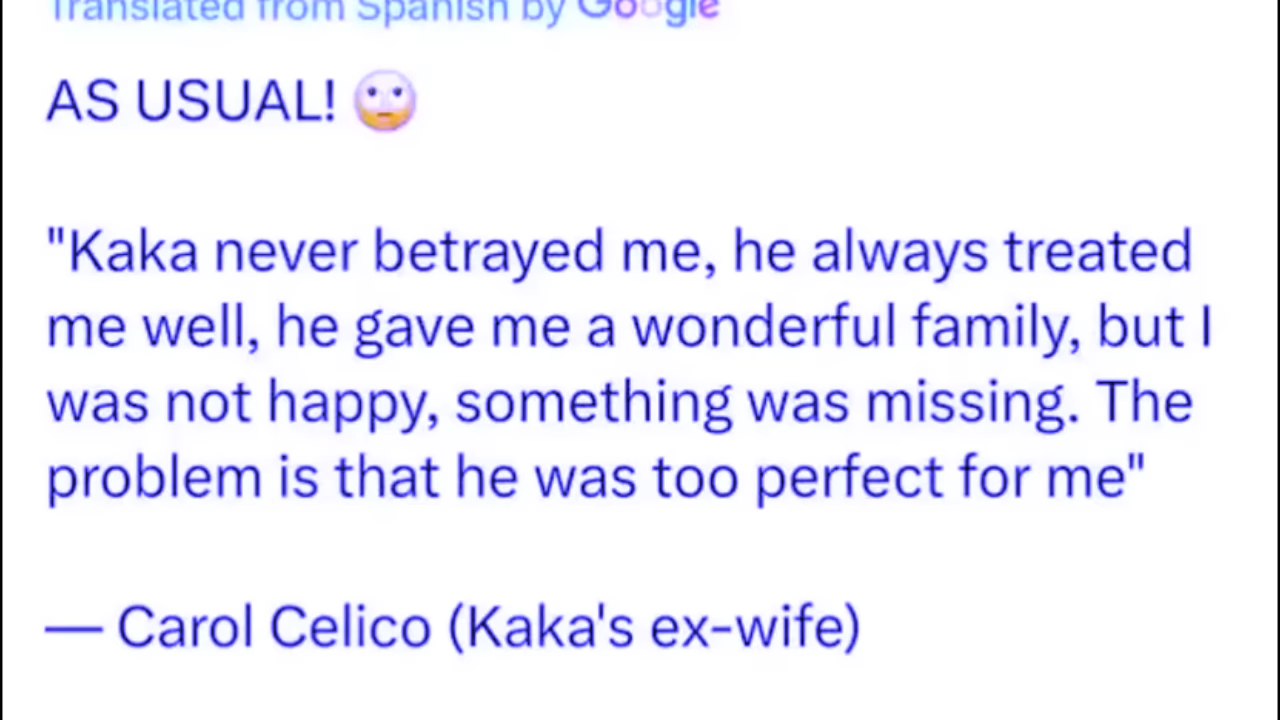 Translated from Spanish by Google
AS USUAL! 🙄
"Kaka never betrayed me, he always treated
me well, he gave me a wonderful family, but I
was not happy, something was missing. The
problem is that he was too perfect for me"
— Carol Celico (Kaka's ex-wife)